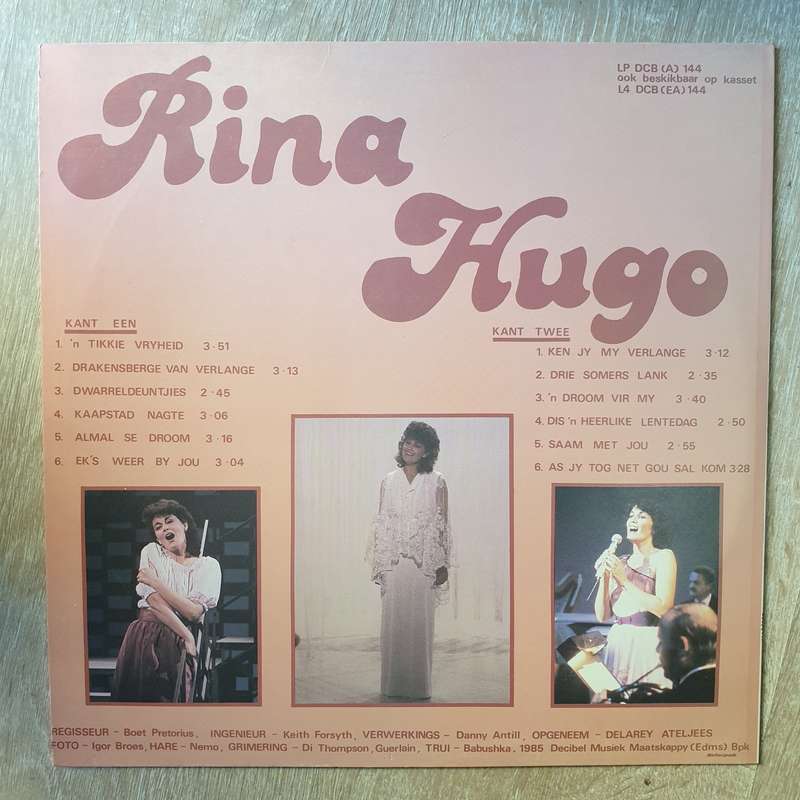 LP DCB (A) 144
ook beskikbaar op kasset
L4 DCB (EA) 144
Rina
Hugo
KANT EEN
1. 'n TIKKIE VRYHEID 3·51
2. DRAKENSBERGE VAN VERLANGE 3·13
3. DWARRELDEUNTJIES 2·45
4. KAAPSTAD NAGTE 3·06
5. ALMAL SE DROOM 3·16
6. EK'S WEER BY JOU 3·04
KANT TWEE
1. KEN JY MY VERLANGE 3·12
2. DRIE SOMERS LANK 2·35
3. 'n DROOM VIR MY 3·40
4. DIS 'n HEERLIKE LENTEDAG 2·50
5. SAAM MET JOU 2·55
6. AS JY TOG NET GOU SAL KOM 3·28
REGISSEUR – Boet Pretorius, INGENIEUR – Keith Forsyth, VERWERKINGS – Danny Antill, OPGENEEM – DELAREY ATELJEES
FOTO – Igor Broes, HARE – Nemo, GRIMERING – Di Thompson, Guerlain, TRUI – Babushka, 1985 Decibel Musiek Maatskappy (Edms) Bpk